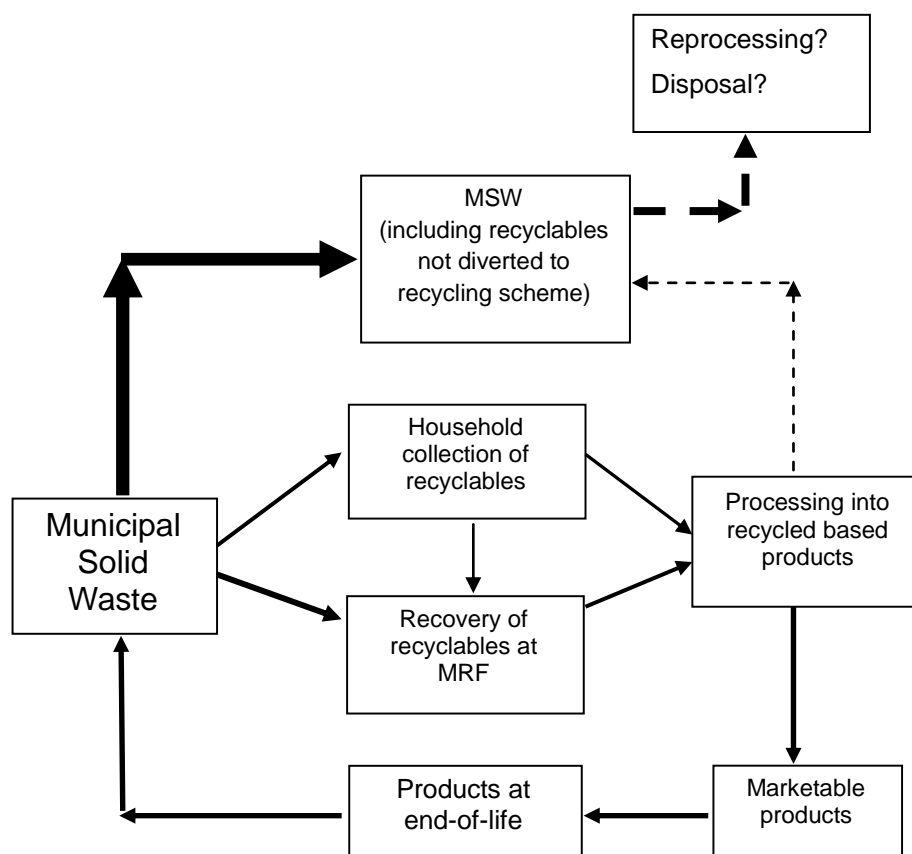 Reprocessing?
Disposal?
MSW
(including recyclables
not diverted to
recycling scheme)
Household
collection of
recyclables
Municipal
Solid
Waste
Processing into
recycled based
products
Recovery of
recyclables at
MRF
Products at
end-of-life
Marketable
products